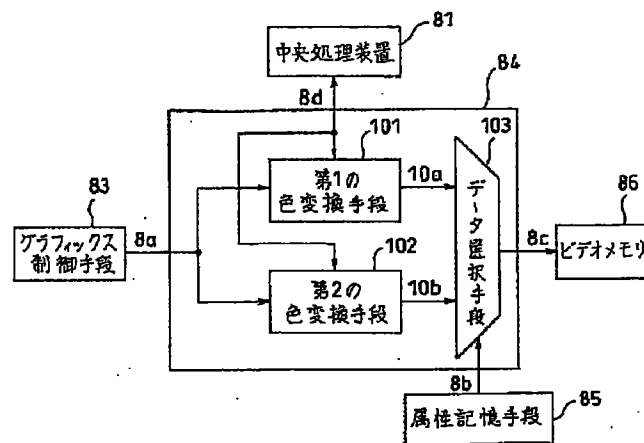 81
中央処理装置
8d
84
101
103
第1の
色変換手段
10a
86
83
グラフィックス
制御手段
8a
データ選択手段
8c
ビデオメモリ
102
第2の
色変換手段
10b
8b
85
属性記憶手段